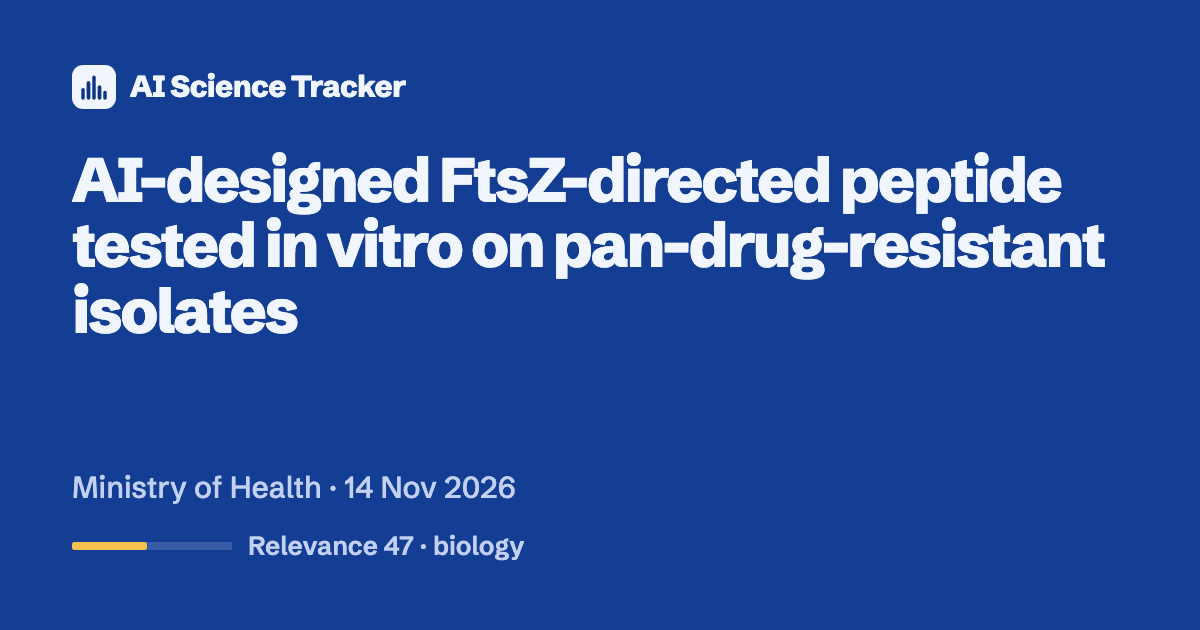 AI Science Tracker
AI-designed FtsZ-directed peptide
tested in vitro on pan-drug-resistant
isolates
Ministry of Health · 14 Nov 2026
Relevance 47 · biology